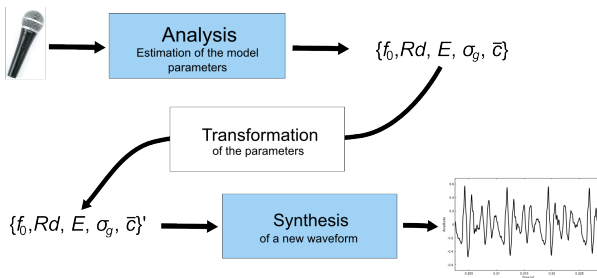 Analysis
Estimation of the model
parameters
{f₀,Rd, E, σg, c̄}
Transformation
of the parameters
{f₀,Rd, E, σg, c̄}'
Synthesis
of a new waveform